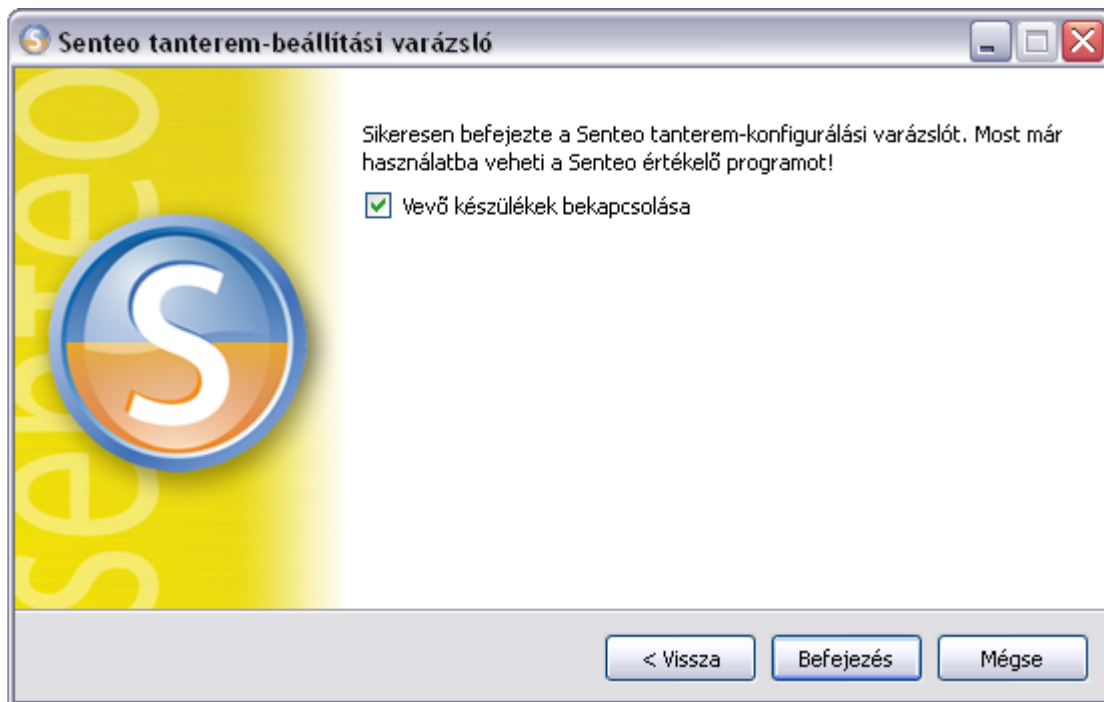 Senteo tanterem-beállítási varázsló
senteo
Sikeresen befejezte a Senteo tanterem-konfigurálási varázslót. Most már
használatba veheti a Senteo értékelő programot!
Vevő készülékek bekapcsolása
S
< Vissza
Befejezés
Mégse